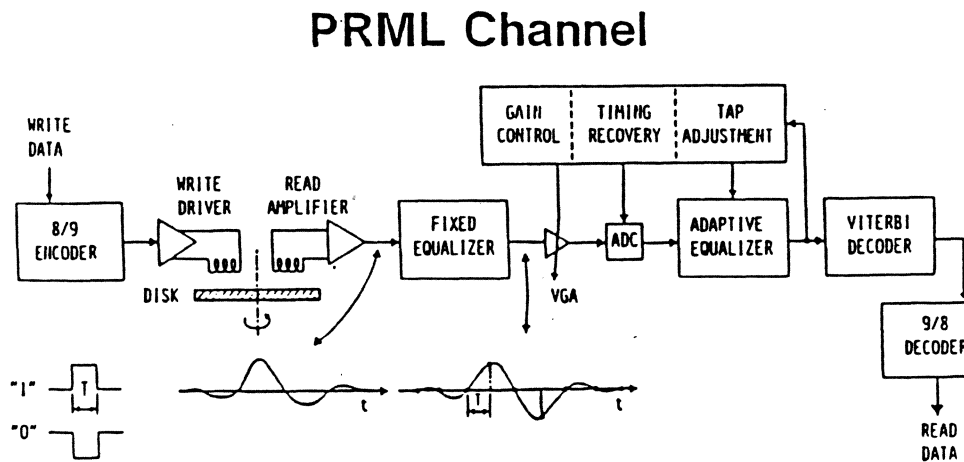 PRML Channel
WRITE
DATA
8/9
ENCODER
WRITE
DRIVER
READ
AMPLIFIER
DISK
FIXED
EQUALIZER
VGA
GAIN
CONTROL
TIMING
RECOVERY
TAP
ADJUSTMENT
ADC
ADAPTIVE
EQUALIZER
VITERBI
DECODER
9/8
DECODER
READ
DATA
"1"
T
"0"
t
T
t